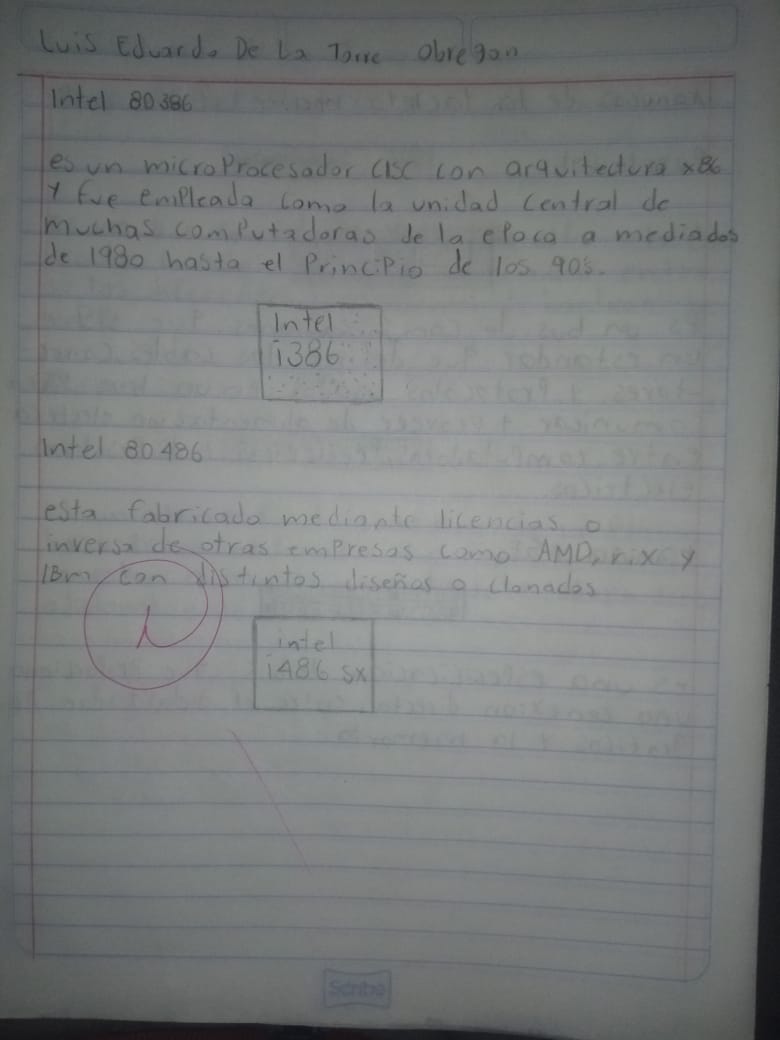 Luis Eduardo De La Torre Obregon
Intel 80386
es un microProcesador CISC con arquitectura x86
Y fue empleada como la unidad central de
muchas computadoras de la epoca a mediados
de 1980 hasta el PrinciPio de los 90s.
Intel
i386
Intel 80486
esta fabricado mediante licencias o
inversa de otras empresas como AMD, rix y
IBm con distintos diseños o clonados
intel
i486 sx
Scribe